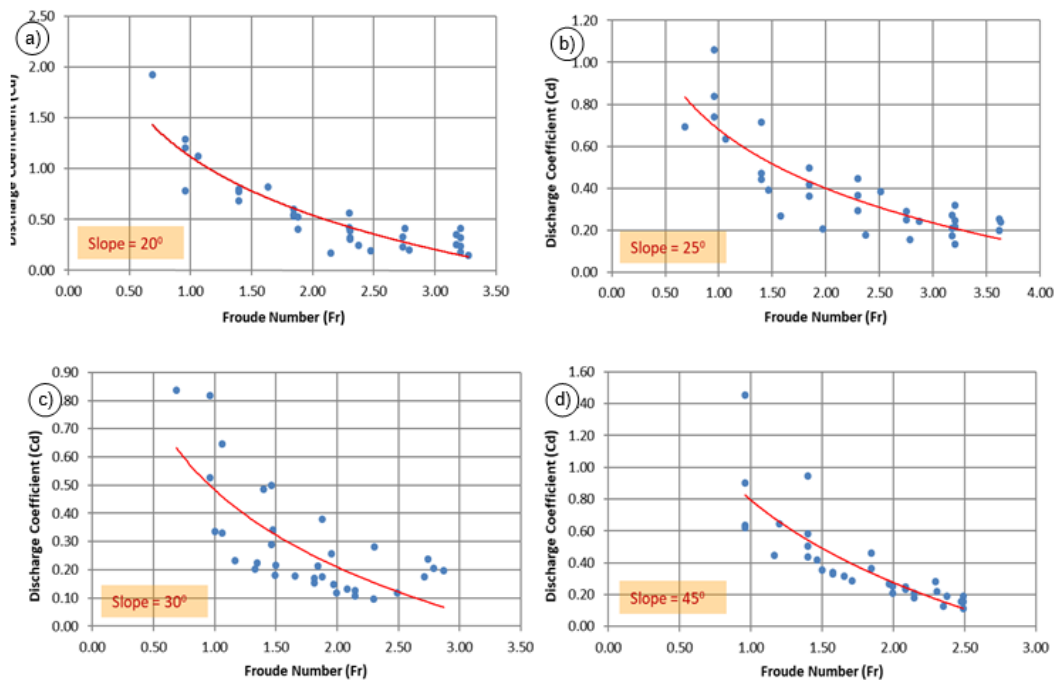 a)
2.50
2.00
1.50
1.00
0.50
0.00
Discharge Coefficient (Cd)
Slope = 20⁰
0.00 0.50 1.00 1.50 2.00 2.50 3.00 3.50
Froude Number (Fr)
b)
1.20
1.00
0.80
0.60
0.40
0.20
0.00
Discharge Coefficient (Cd)
Slope = 25⁰
0.00 0.50 1.00 1.50 2.00 2.50 3.00 3.50 4.00
Froude Number (Fr)
c)
0.90
0.80
0.70
0.60
0.50
0.40
0.30
0.20
0.10
0.00
Discharge Coefficient (Cd)
Slope = 30⁰
0.00 0.50 1.00 1.50 2.00 2.50 3.00 3.50
Froude Number (Fr)
d)
1.60
1.40
1.20
1.00
0.80
0.60
0.40
0.20
0.00
Discharge Coefficient (Cd)
Slope = 45⁰
0.00 0.50 1.00 1.50 2.00 2.50 3.00
Froude Number (Fr)